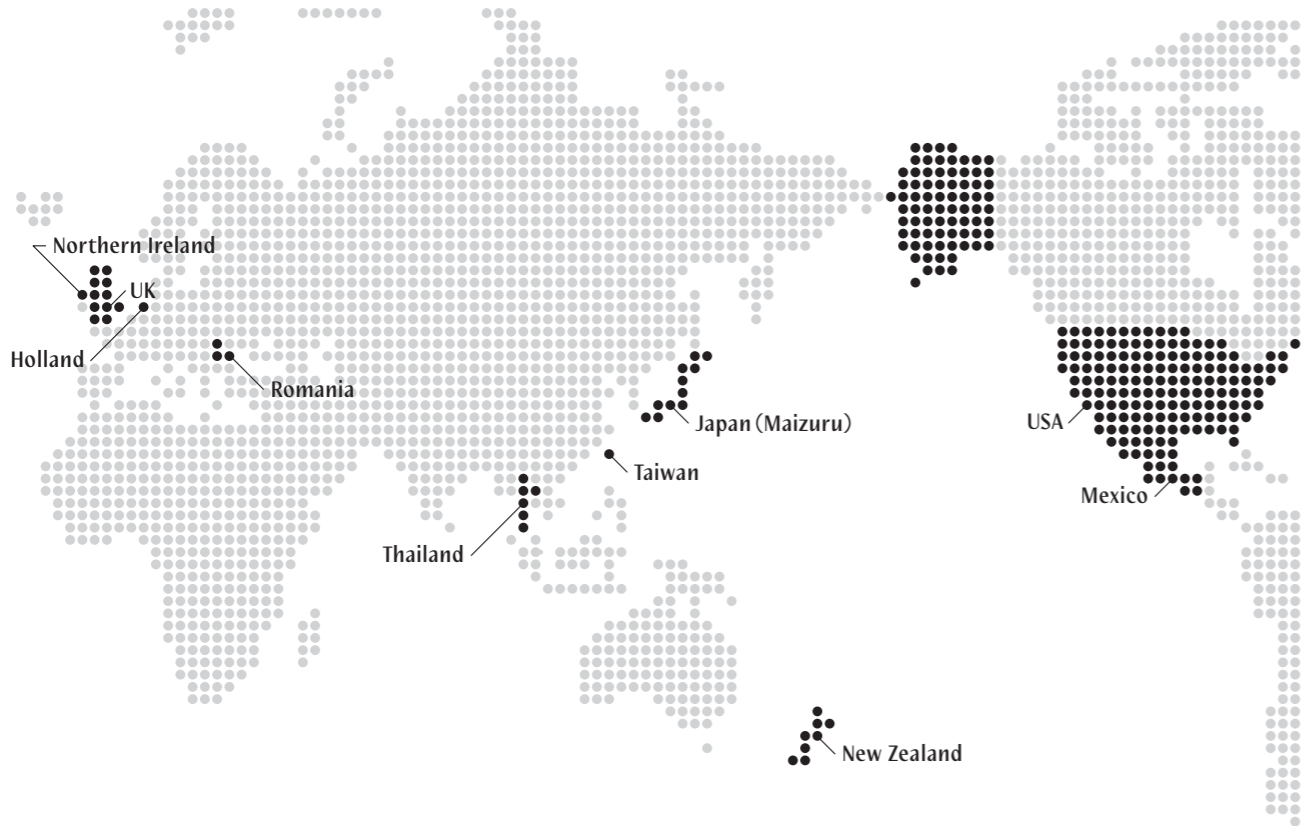 Northern Ireland
UK
Holland
Romania
Japan (Maizuru)
USA
Taiwan
Mexico
Thailand
New Zealand